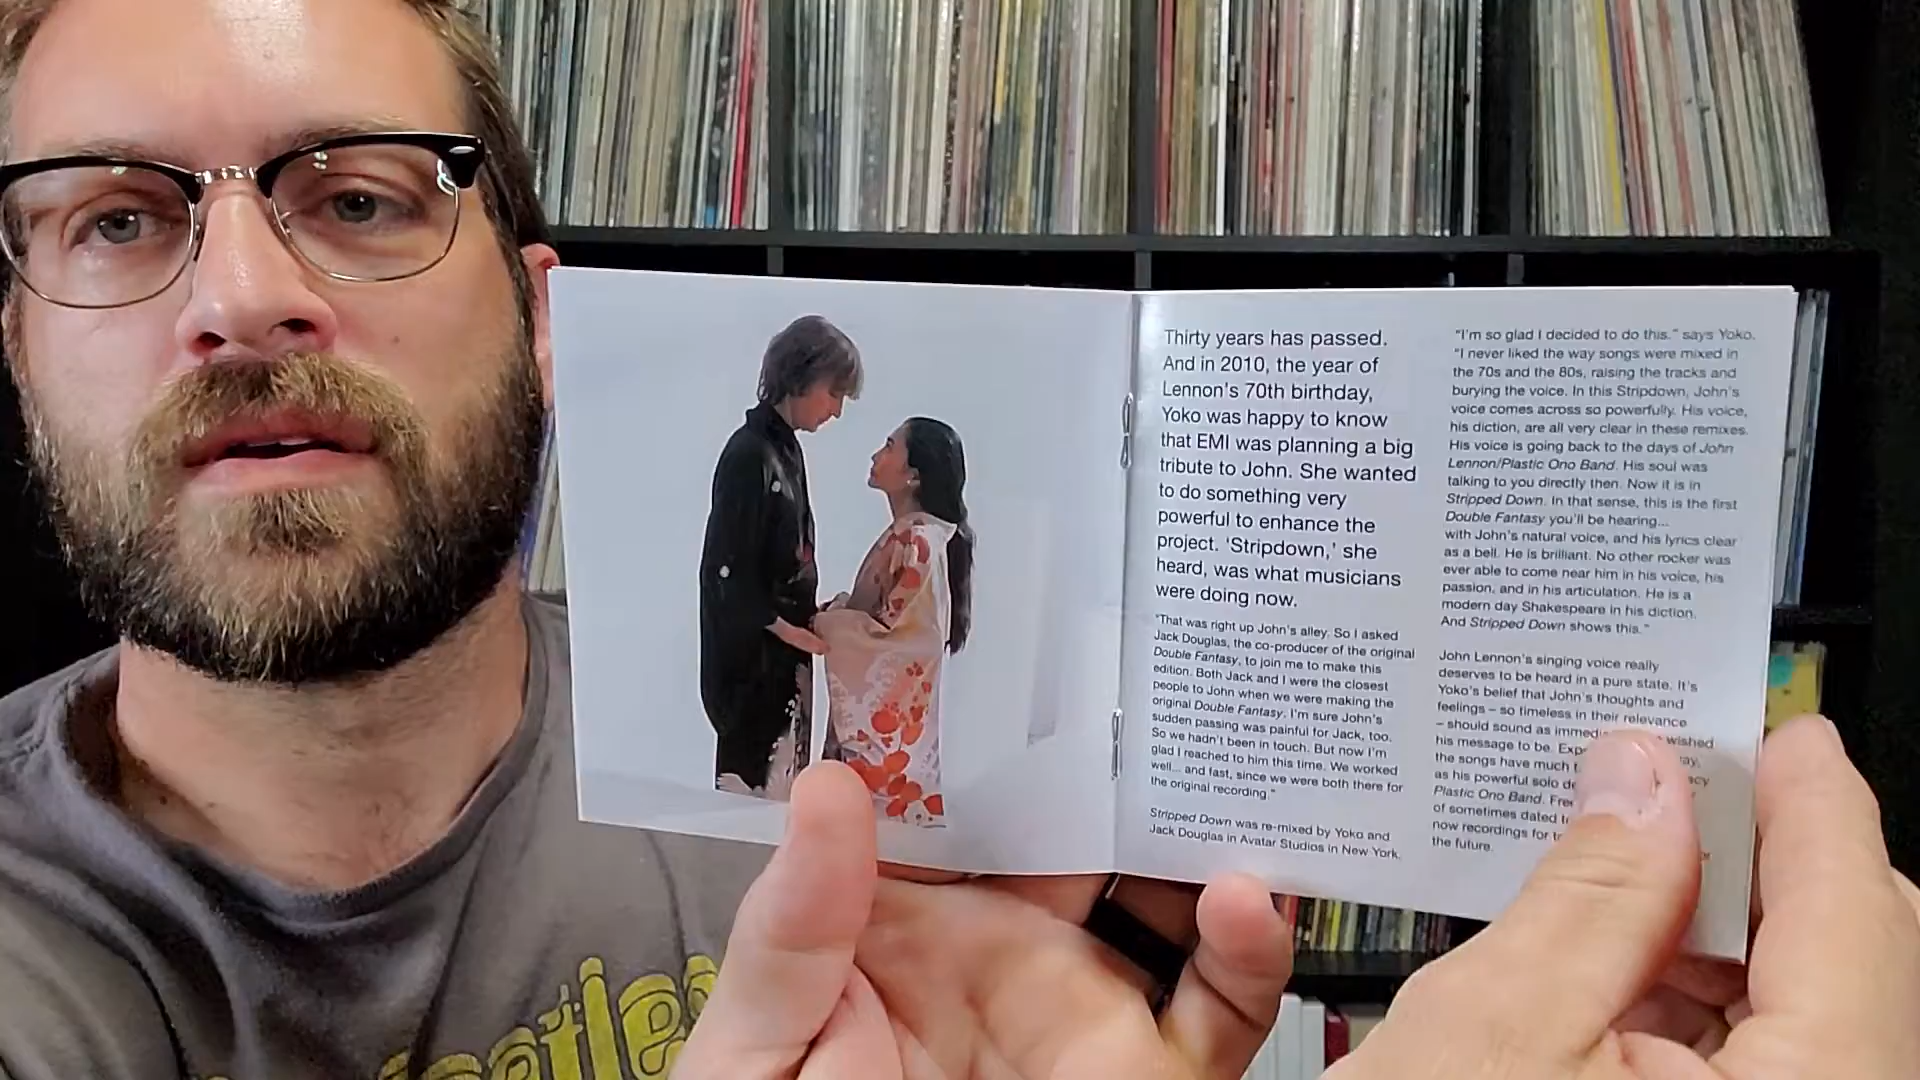 Thirty years has passed.
And in 2010, the year of
Lennon's 70th birthday,
Yoko was happy to know
that EMI was planning a big
tribute to John. She wanted
to do something very
powerful to enhance the
project. 'Stripdown,' she
heard, was what musicians
were doing now.
"That was right up John's alley. So I asked
Jack Douglas, the co-producer of the original
Double Fantasy, to join me to make this
edition. Both Jack and I were the closest
people to John when we were making the
original Double Fantasy. I'm sure John's
sudden passing was painful for Jack, too.
So we hadn't been in touch. But now I'm
glad I reached to him this time. We worked
well... and fast, since we were both there for
the original recording."
Stripped Down was re-mixed by Yoko and
Jack Douglas in Avatar Studios in New York.
"I'm so glad I decided to do this." says Yoko.
"I never liked the way songs were mixed in
the 70s and the 80s, raising the tracks and
burying the voice. In this Stripdown, John's
voice comes across so powerfully. His voice,
his diction, are all very clear in these remixes.
His voice is going back to the days of John
Lennon/Plastic Ono Band. His soul was
talking to you directly then. Now it is in
Stripped Down. In that sense, this is the first
Double Fantasy you'll be hearing...
with John's natural voice, and his lyrics clear
as a bell. He is brilliant. No other rocker was
ever able to come near him in his voice, his
passion, and in his articulation. He is a
modern day Shakespeare in his diction.
And Stripped Down shows this."
John Lennon's singing voice really
deserves to be heard in a pure state. It's
Yoko's belief that John's thoughts and
feelings – so timeless in their relevance
– should sound as wished
his message to be.
the songs have much
as his powerful solo
Plastic Ono Band.
of sometimes dated
now recordings for
the future.